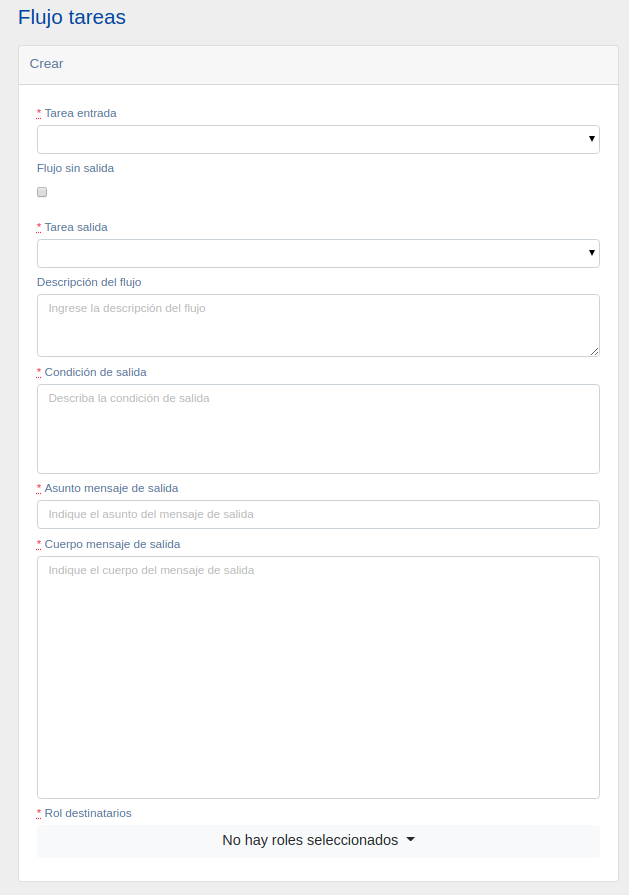 Flujo tareas
Crear
* Tarea entrada
Flujo sin salida
* Tarea salida
Descripción del flujo
Ingrese la descripción del flujo
* Condición de salida
Describa la condición de salida
* Asunto mensaje de salida
Indique el asunto del mensaje de salida
* Cuerpo mensaje de salida
Indique el cuerpo del mensaje de salida
* Rol destinatarios
No hay roles seleccionados